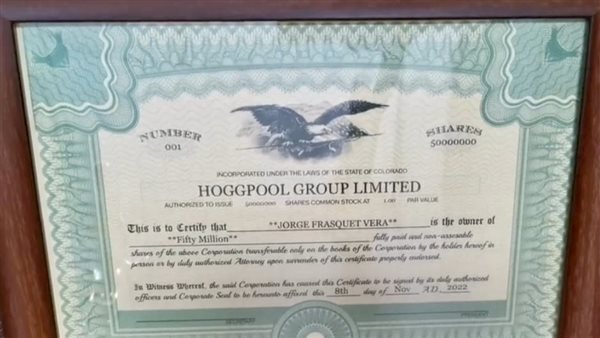 NUMBER
001
SHARES
50000000
INCORPORATED UNDER THE LAWS OF THE STATE OF COLORADO
HOGGPOOL GROUP LIMITED
AUTHORIZED TO ISSUE 50000000 SHARES COMMON STOCK AT 1.00 PAR VALUE
This is to Certify that **JORGE FRASQUET VERA** is the owner of
**Fifty Million** fully paid and non-assessable
shares of the above Corporation transferable only on the books of the Corporation by the holder hereof in
person or by duly authorized Attorney upon surrender of this certificate properly endorsed.
In Witness Whereof, the said Corporation has caused this Certificate to be signed by its duly authorized
officers and Corporate Seal to be hereunto affixed this 8th day of Nov A.D. 2022
SECRETARY PRESIDENT